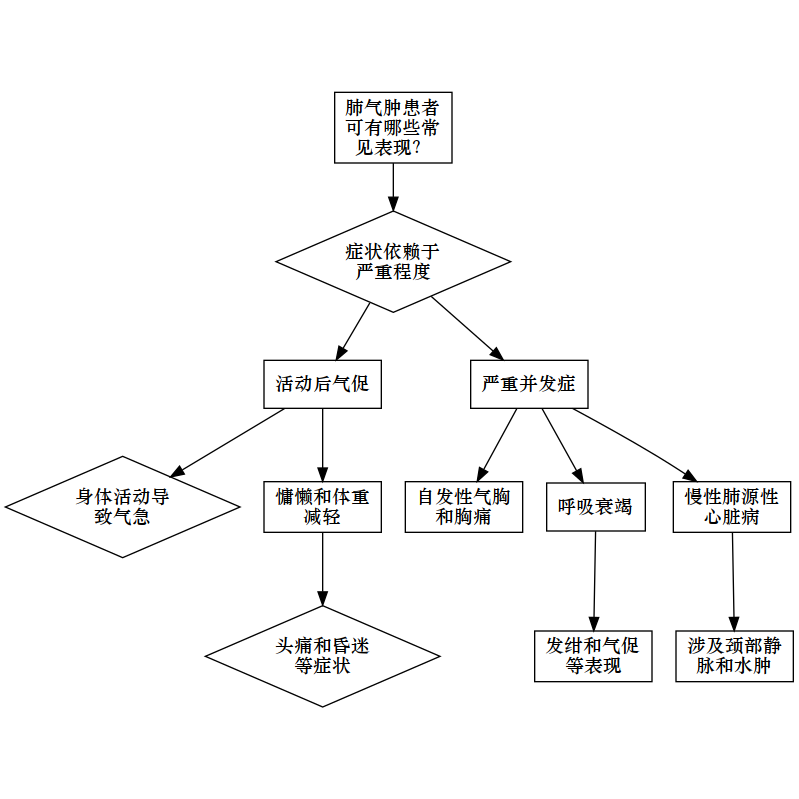 肺气肿患者
可有哪些常
见表现？
症状依赖于
严重程度
活动后气促
严重并发症
身体活动导
致气急
慵懒和体重
减轻
自发性气胸
和胸痛
呼吸衰竭
慢性肺源性
心脏病
头痛和昏迷
等症状
发绀和气促
等表现
涉及颈部静
脉和水肿